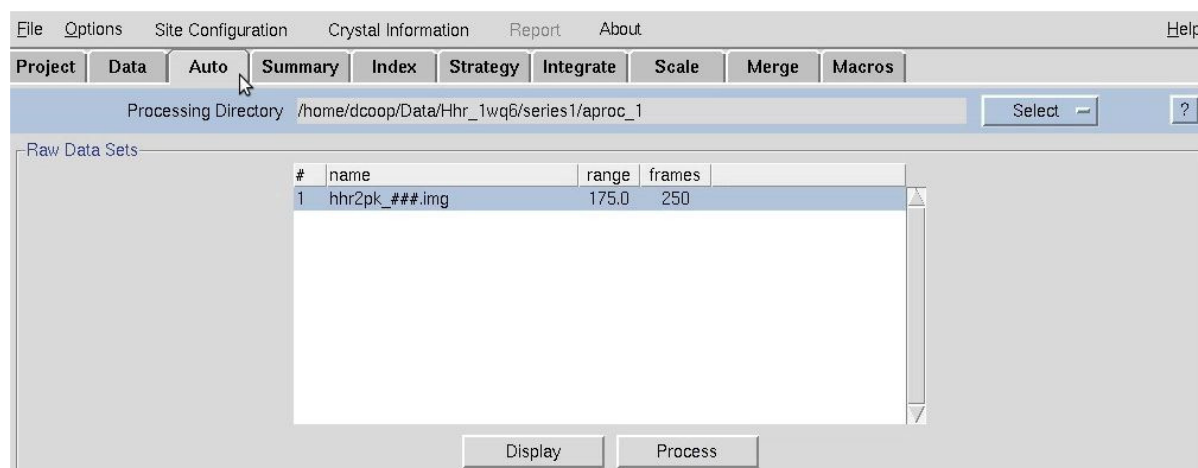 File Options Site Configuration Crystal Information Report About Help
Project Data Auto Summary Index Strategy Integrate Scale Merge Macros
Processing Directory /home/dcoop/Data/Hhr_1wq6/series1/aproc_1 Select ?
Raw Data Sets
# name range frames
1 hhr2pk_###.img 175.0 250
Display Process